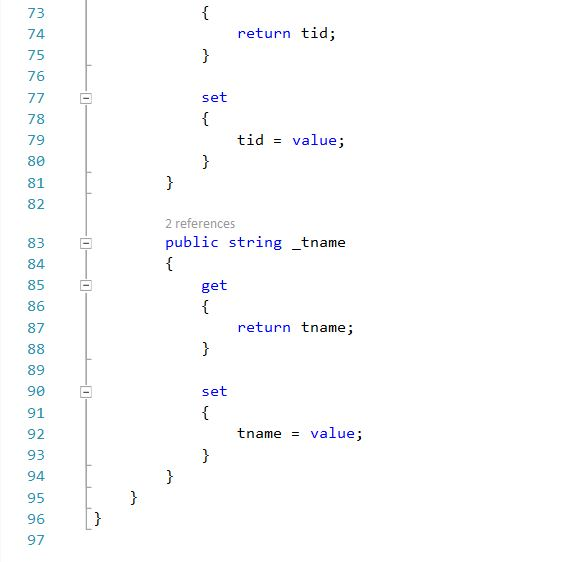 73 {
74 return tid;
75 }
76
77 set
78 {
79 tid = value;
80 }
81 }
82
2 references
83 public string _tname
84 {
85 get
86 {
87 return tname;
88 }
89
90 set
91 {
92 tname = value;
93 }
94 }
95 }
96 }
97